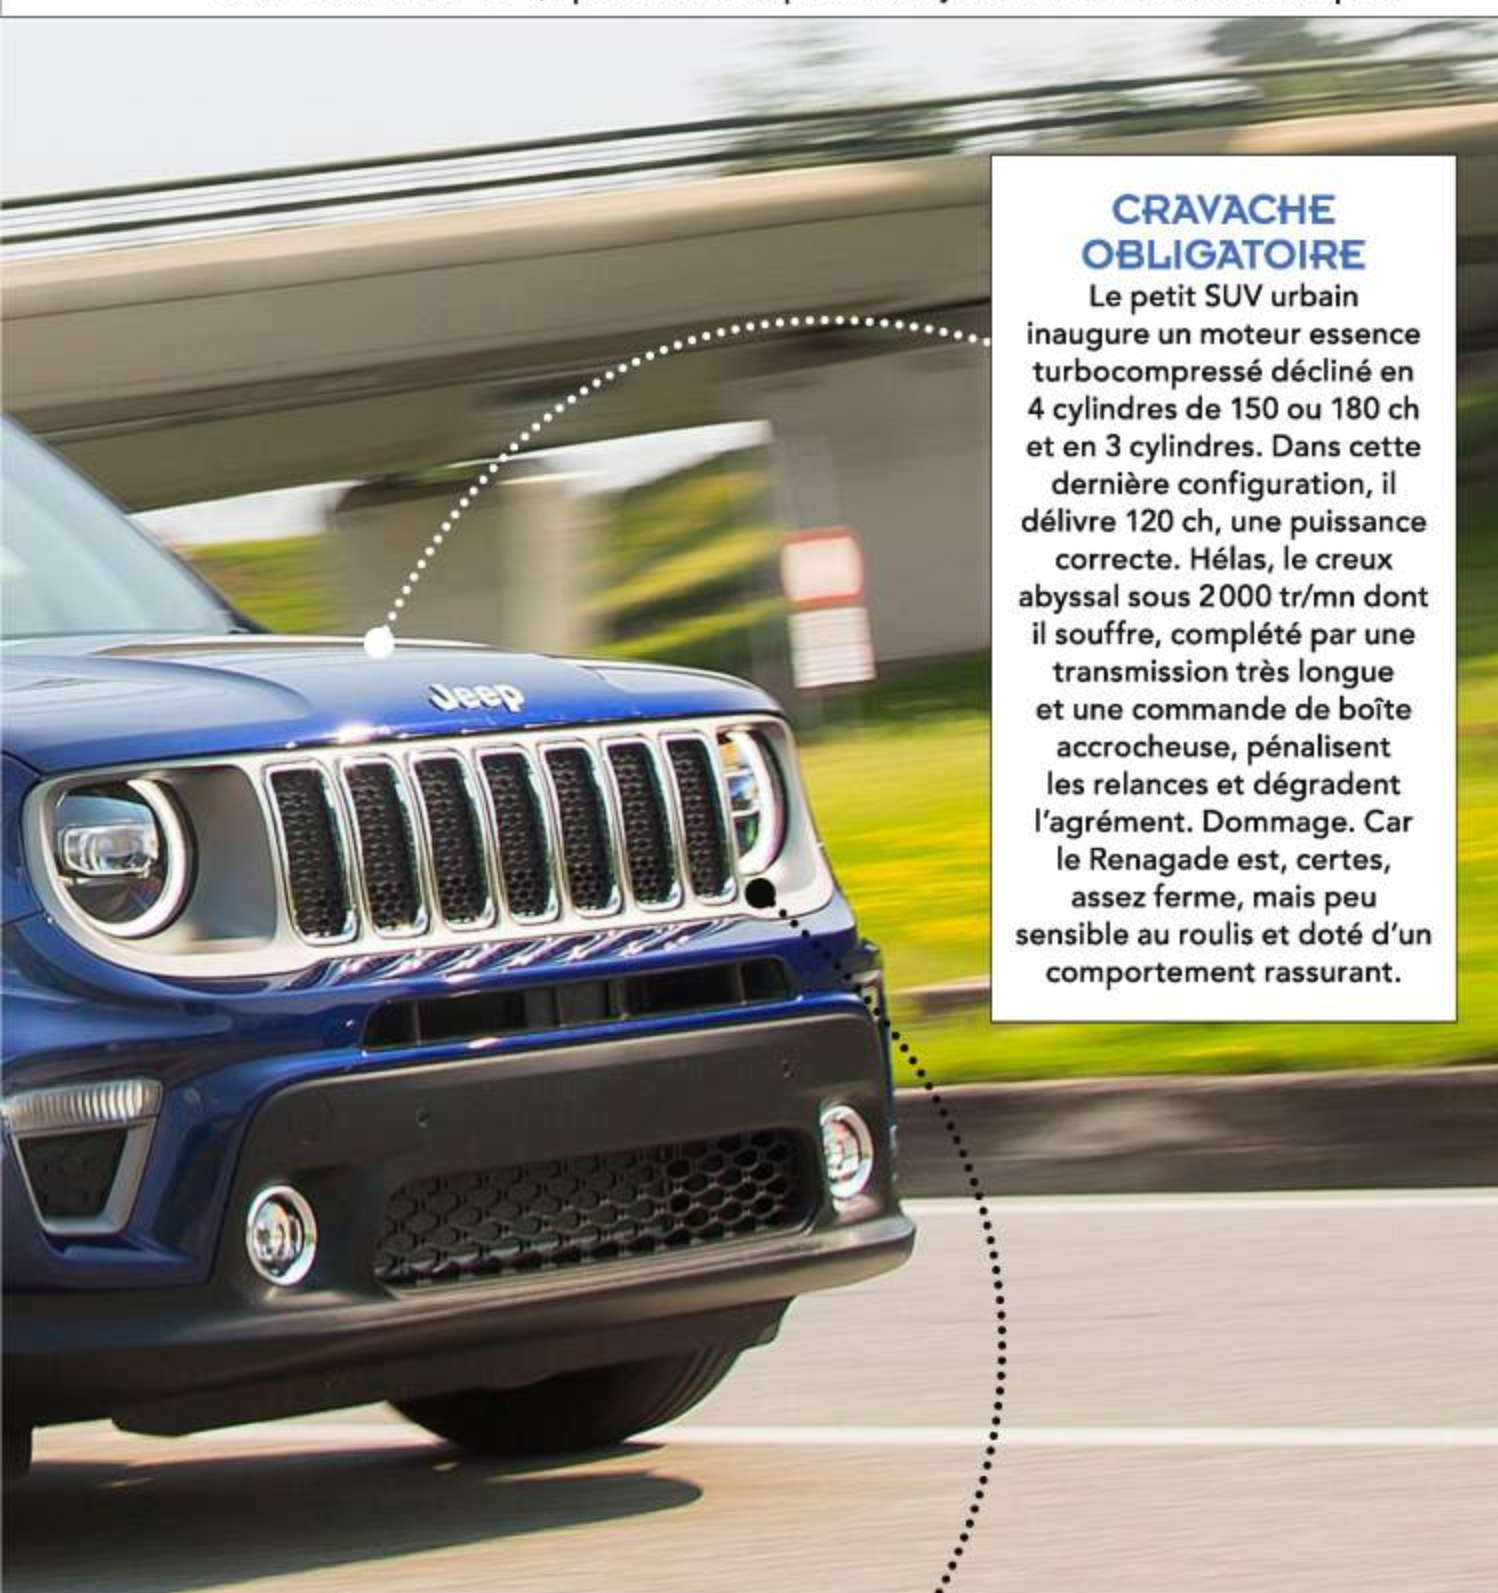 CRAVACHE
OBLIGATOIRE
Le petit SUV urbain
inaugure un moteur essence
turbocompressé décliné en
4 cylindres de 150 ou 180 ch
et en 3 cylindres. Dans cette
dernière configuration, il
délivre 120 ch, une puissance
correcte. Hélas, le creux
abyssal sous 2 000 tr/mn dont
il souffre, complété par une
transmission très longue
et une commande de boîte
accrocheuse, pénalisent
les relances et dégradent
l'agrément. Dommage. Car
le Renagade est, certes,
assez ferme, mais peu
sensible au roulis et doté d'un
comportement rassurant.
Jeep